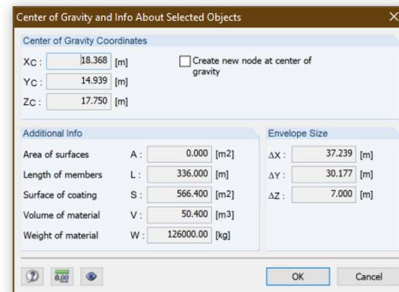 Center of Gravity and Info About Selected Objects
Center of Gravity Coordinates
XC : 18.368 [m]
Create new node at center of
gravity
YC : 14.939 [m]
ZC : 17.750 [m]
Additional Info
Area of surfaces A : 0.000 [m2]
Length of members L : 336.000 [m]
Surface of coating S : 566.400 [m2]
Volume of material V : 50.400 [m3]
Weight of material W : 126000.00 [kg]
Envelope Size
ΔX : 37.239 [m]
ΔY : 30.177 [m]
ΔZ : 7.000 [m]
OK Cancel